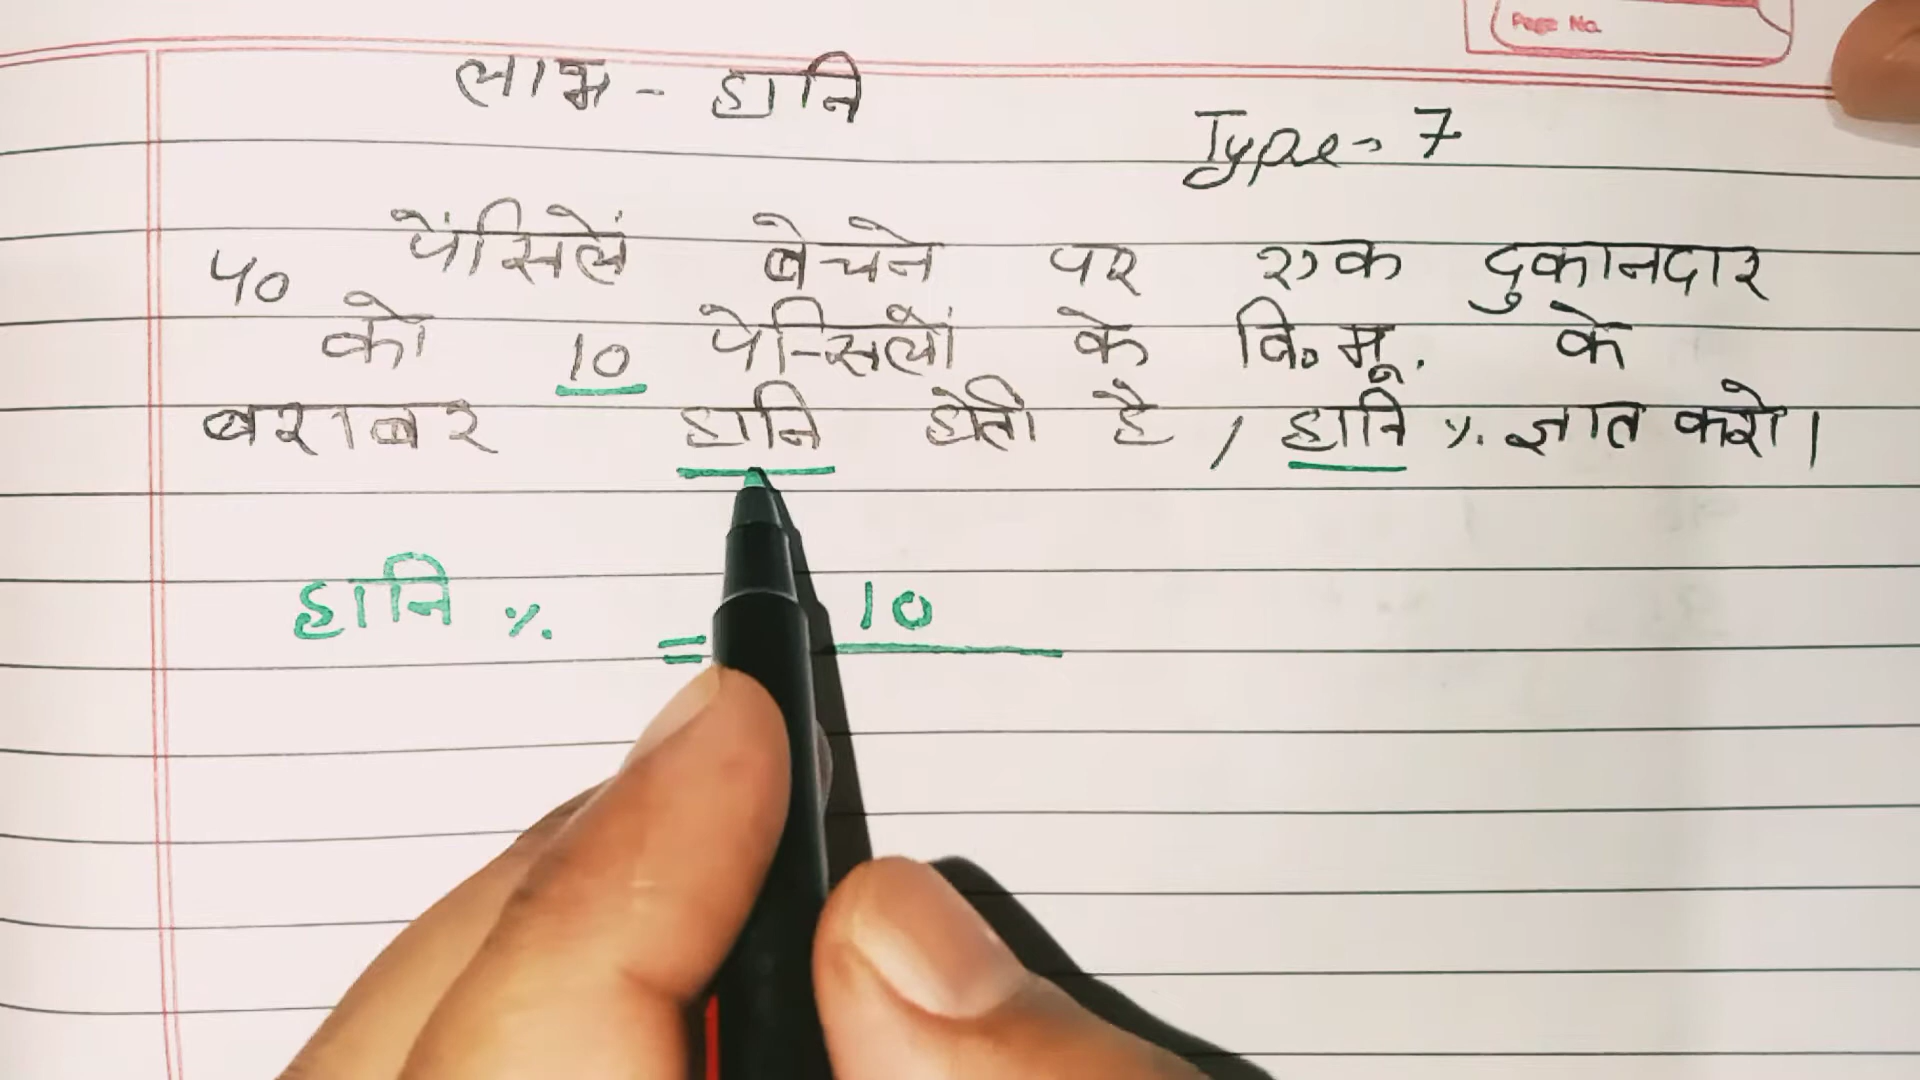 Page No.
लाभ - हानि
Type- 7
40 पेंसिलें बेचने पर एक दुकानदार
को 10 पेन्सिलों के वि. मू. के
बराबर हानि होती है, हानि % ज्ञात करो।
हानि % = 10